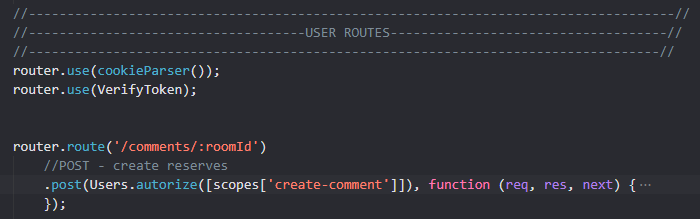 //-----------------------------------------------------------------------------------//
//-----------------------------------USER ROUTES-----------------------------------//
//---------------------------------------------------------------------------------//
router.use(cookieParser());
router.use(VerifyToken);
router.route('/comments/:roomId')
//POST - create reserves
.post(Users.autorize([scopes['create-comment']]), function (req, res, next) {···
});